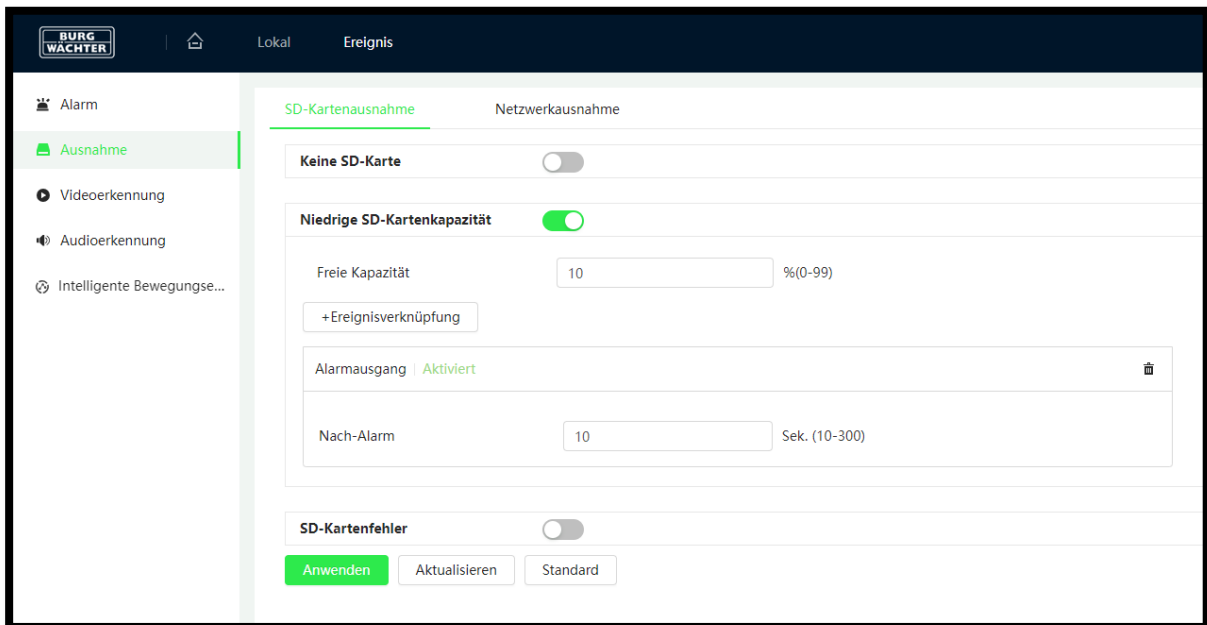 BURG
WÄCHTER
Lokal Ereignis
Alarm
Ausnahme
Videoerkennung
Audioerkennung
Intelligente Bewegungse...
SD-Kartenausnahme Netzwerkausnahme
Keine SD-Karte
Niedrige SD-Kartenkapazität
Freie Kapazität 10 %(0-99)
+Ereignisverknüpfung
Alarmausgang Aktiviert
Nach-Alarm 10 Sek. (10-300)
SD-Kartenfehler
Anwenden Aktualisieren Standard